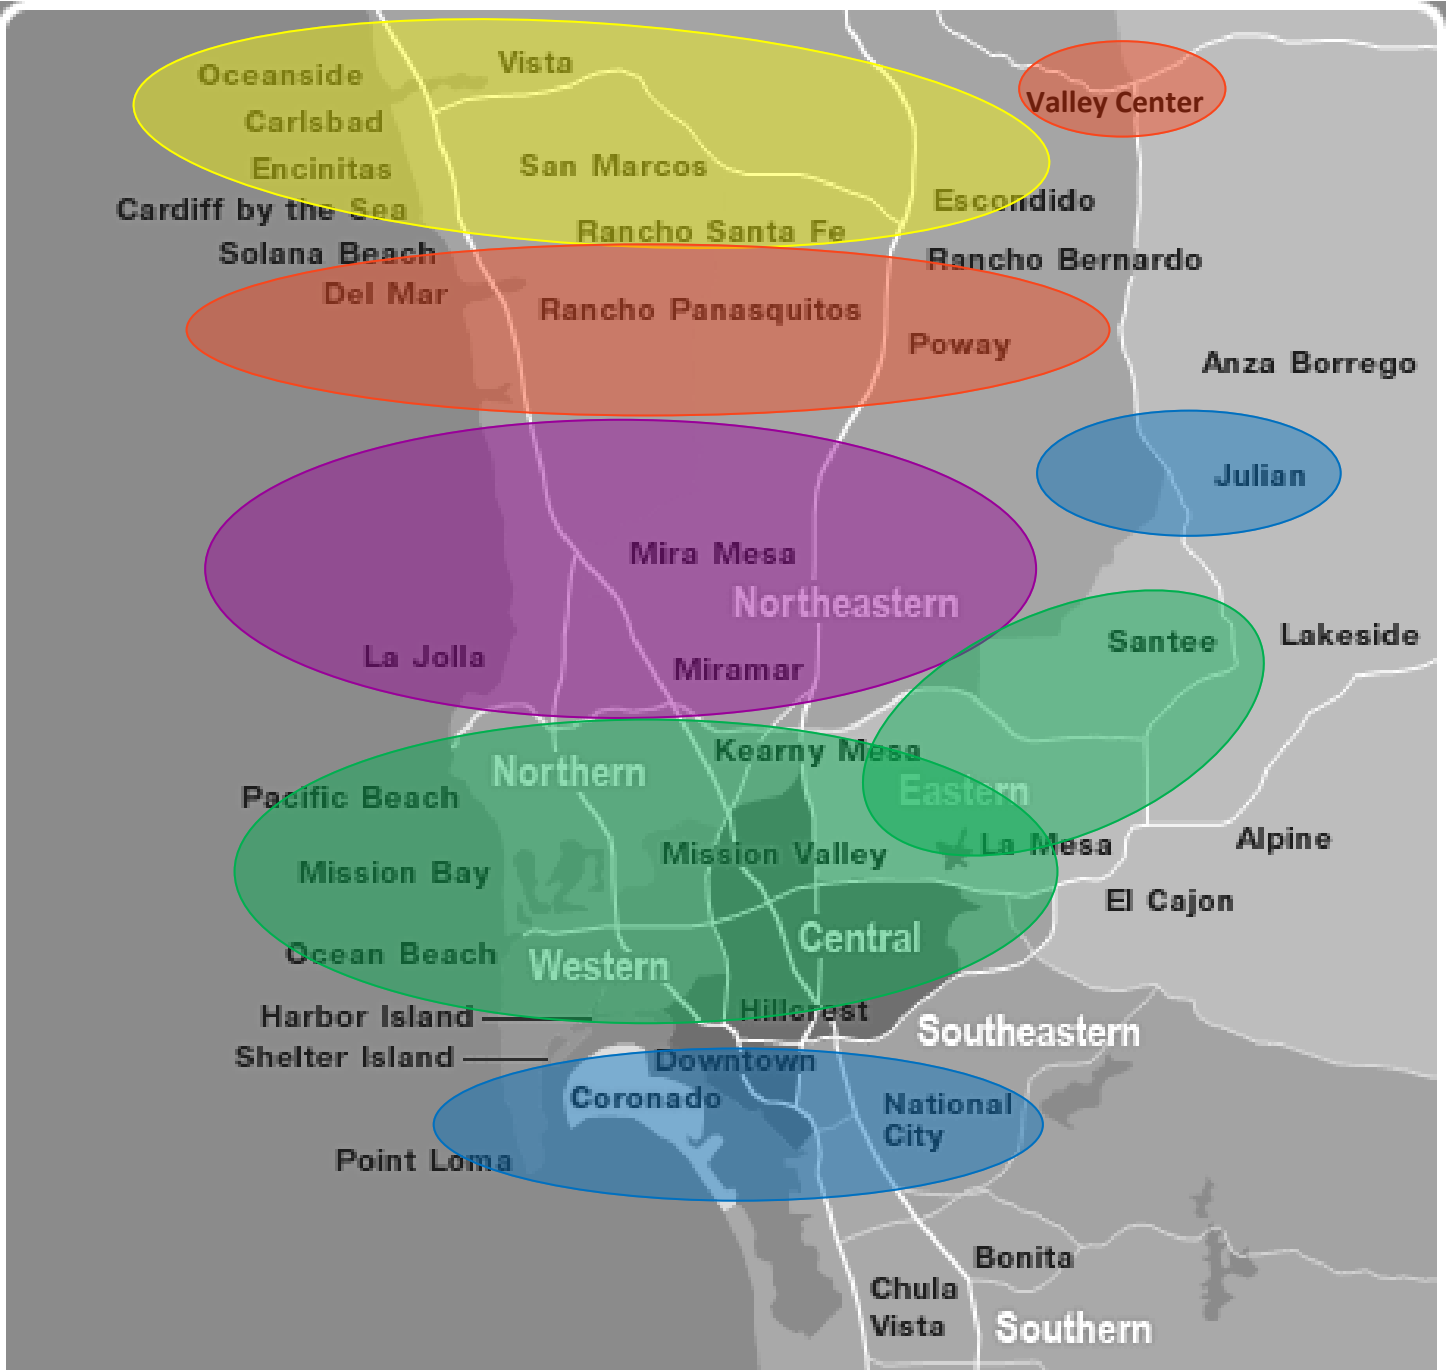 Vista
Oceanside
Valley Center
Carlsbad
Encinitas
San Marcos
Cardiff by the Sea
Escondido
Rancho Santa Fe
Solana Beach
Rancho Bernardo
Del Mar
Rancho Panasquitos
Poway
Anza Borrego
Julian
Mira Mesa
Northeastern
Santee
Lakeside
La Jolla
Miramar
Kearny Mesa
Northern
Eastern
Pacific Beach
Alpine
La Mesa
Mission Valley
Mission Bay
El Cajon
Central
Ocean Beach
Western
Hillcrest
Harbor Island
Southeastern
Shelter Island
Downtown
Coronado
National
City
Point Loma
Bonita
Chula
Vista
Southern